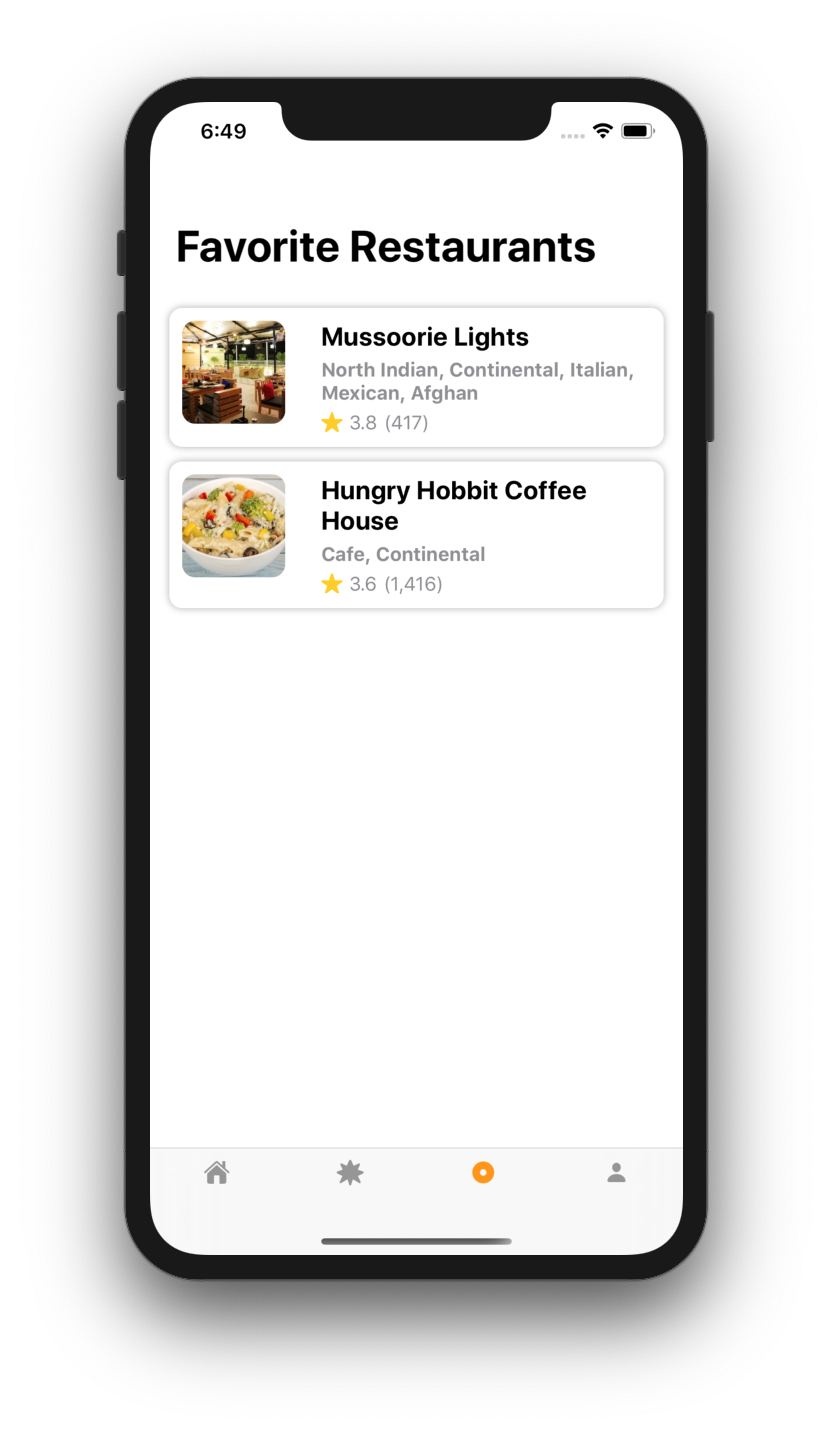 6:49
Favorite Restaurants
Mussoorie Lights
North Indian, Continental, Italian,
Mexican, Afghan
3.8 (417)
Hungry Hobbit Coffee
House
Cafe, Continental
3.6 (1,416)